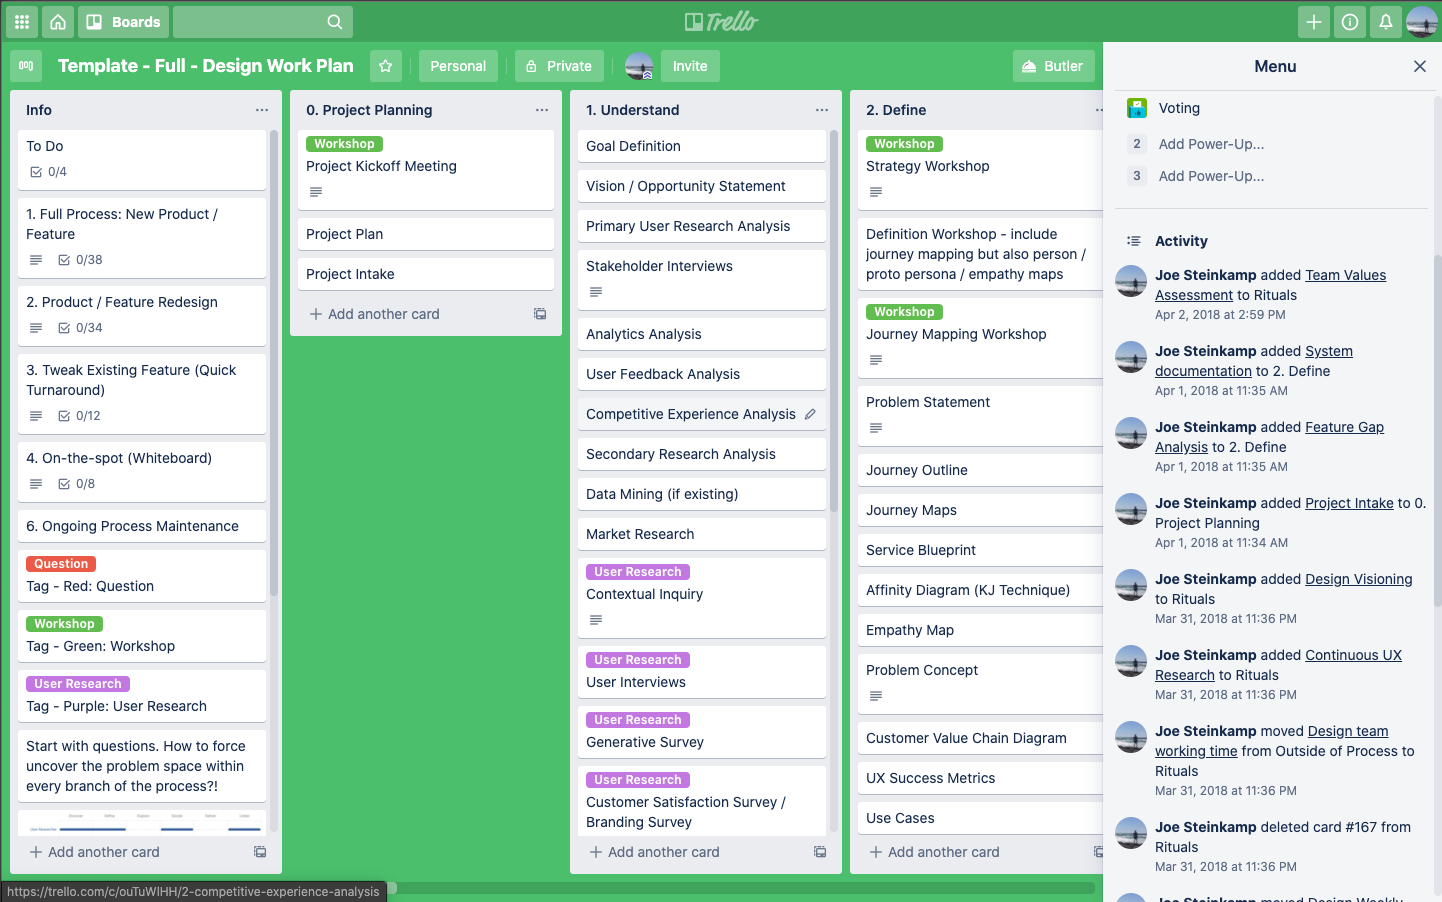 Boards
Trello
Template - Full - Design Work Plan
Personal
Private
Invite
Butler
Info
To Do
0/4
1. Full Process: New Product /
Feature
0/38
2. Product / Feature Redesign
0/34
3. Tweak Existing Feature (Quick
Turnaround)
0/12
4. On-the-spot (Whiteboard)
0/8
6. Ongoing Process Maintenance
Question
Tag - Red: Question
Workshop
Tag - Green: Workshop
User Research
Tag - Purple: User Research
Start with questions. How to force
uncover the problem space within
every branch of the process?!
Add another card
0. Project Planning
Workshop
Project Kickoff Meeting
Project Plan
Project Intake
Add another card
1. Understand
Goal Definition
Vision / Opportunity Statement
Primary User Research Analysis
Stakeholder Interviews
Analytics Analysis
User Feedback Analysis
Competitive Experience Analysis
Secondary Research Analysis
Data Mining (if existing)
Market Research
User Research
Contextual Inquiry
User Research
User Interviews
User Research
Generative Survey
User Research
Customer Satisfaction Survey /
Branding Survey
Add another card
2. Define
Workshop
Strategy Workshop
Definition Workshop - include
journey mapping but also person /
proto persona / empathy maps
Workshop
Journey Mapping Workshop
Problem Statement
Journey Outline
Journey Maps
Service Blueprint
Affinity Diagram (KJ Technique)
Empathy Map
Problem Concept
Customer Value Chain Diagram
UX Success Metrics
Use Cases
Add another card
Menu
Voting
2 Add Power-Up...
3 Add Power-Up...
Activity
Joe Steinkamp added Team Values
Assessment to Rituals
Apr 2, 2018 at 2:59 PM
Joe Steinkamp added System
documentation to 2. Define
Apr 1, 2018 at 11:35 AM
Joe Steinkamp added Feature Gap
Analysis to 2. Define
Apr 1, 2018 at 11:35 AM
Joe Steinkamp added Project Intake to 0.
Project Planning
Apr 1, 2018 at 11:34 AM
Joe Steinkamp added Design Visioning
to Rituals
Mar 31, 2018 at 11:36 PM
Joe Steinkamp added Continuous UX
Research to Rituals
Mar 31, 2018 at 11:36 PM
Joe Steinkamp moved Design team
working time from Outside of Process to
Rituals
Mar 31, 2018 at 11:36 PM
Joe Steinkamp deleted card #167 from
Rituals
Mar 31, 2018 at 11:36 PM
Joe Steinkamp moved Design Weekly
https://trello.com/c/ouTuWIHH/2-competitive-experience-analysis